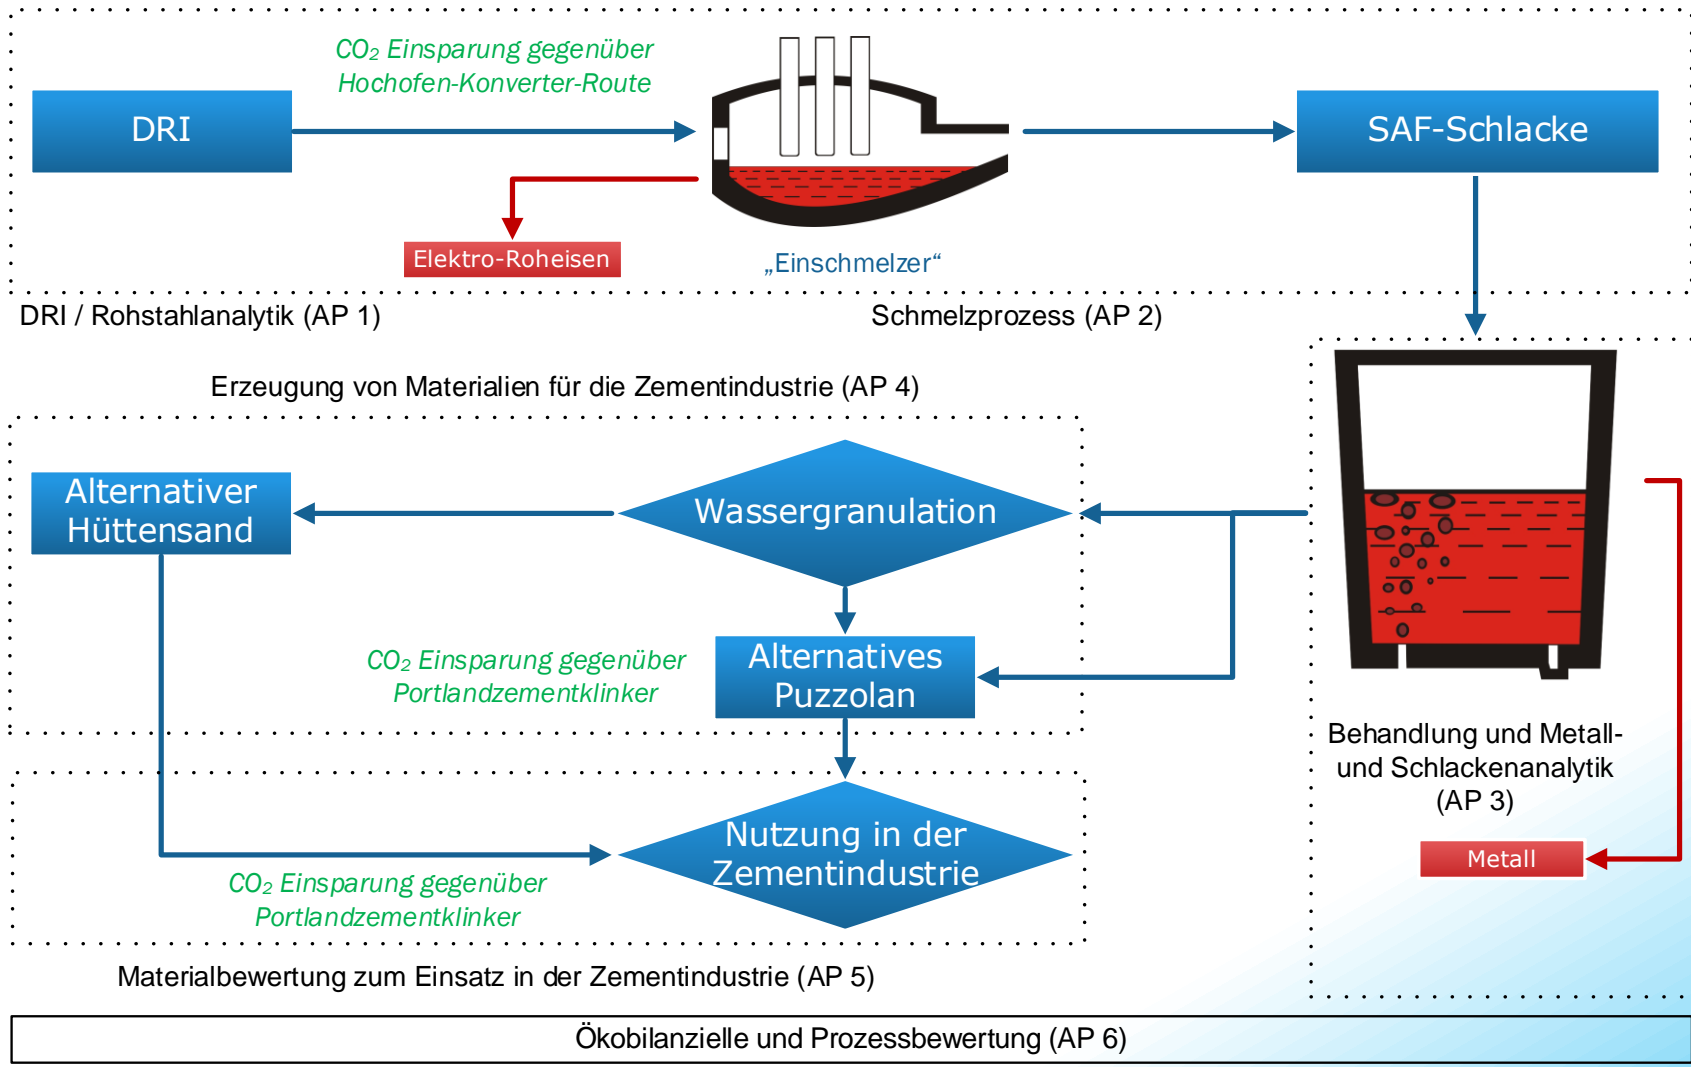 CO₂ Einsparung gegenüber
Hochofen-Konverter-Route
DRI
SAF-Schlacke
Elektro-Roheisen
„Einschmelzer“
DRI / Rohstahlanalytik (AP 1)
Schmelzprozess (AP 2)
Erzeugung von Materialien für die Zementindustrie (AP 4)
Alternativer
Hüttensand
Wassergranulation
CO₂ Einsparung gegenüber
Portlandzementklinker
Alternatives
Puzzolan
Behandlung und Metall-
und Schlackenanalytik
(AP 3)
Metall
Nutzung in der
Zementindustrie
CO₂ Einsparung gegenüber
Portlandzementklinker
Materialbewertung zum Einsatz in der Zementindustrie (AP 5)
Ökobilanzielle und Prozessbewertung (AP 6)